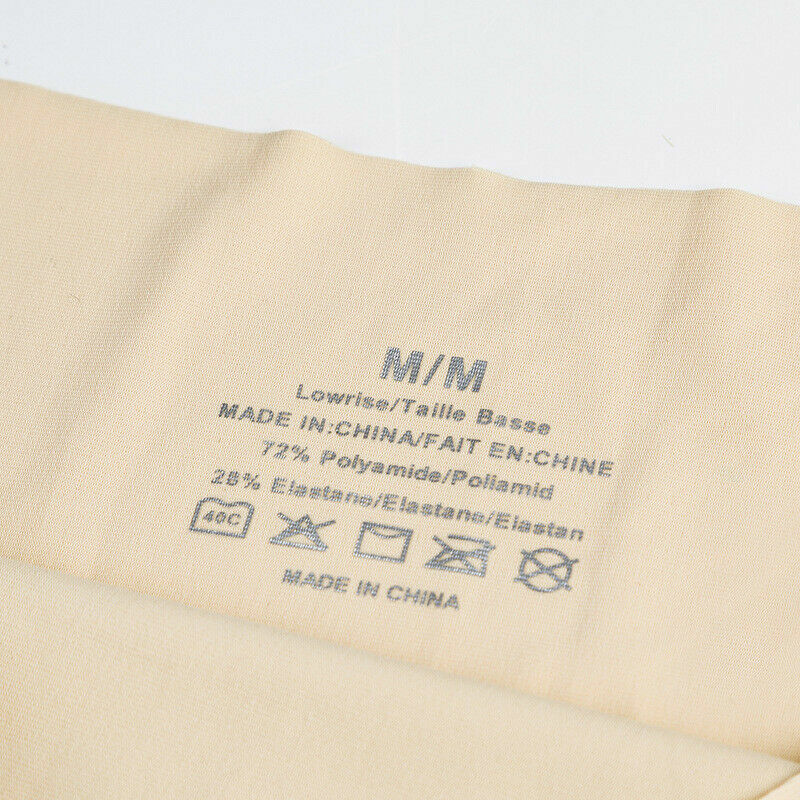 M/M
Lowrise/Taille Basse
MADE IN:CHINA/FAIT EN:CHINE
72% Polyamide/Poliamid
28% Elastane/Elastane/Elastan
40C
MADE IN CHINA